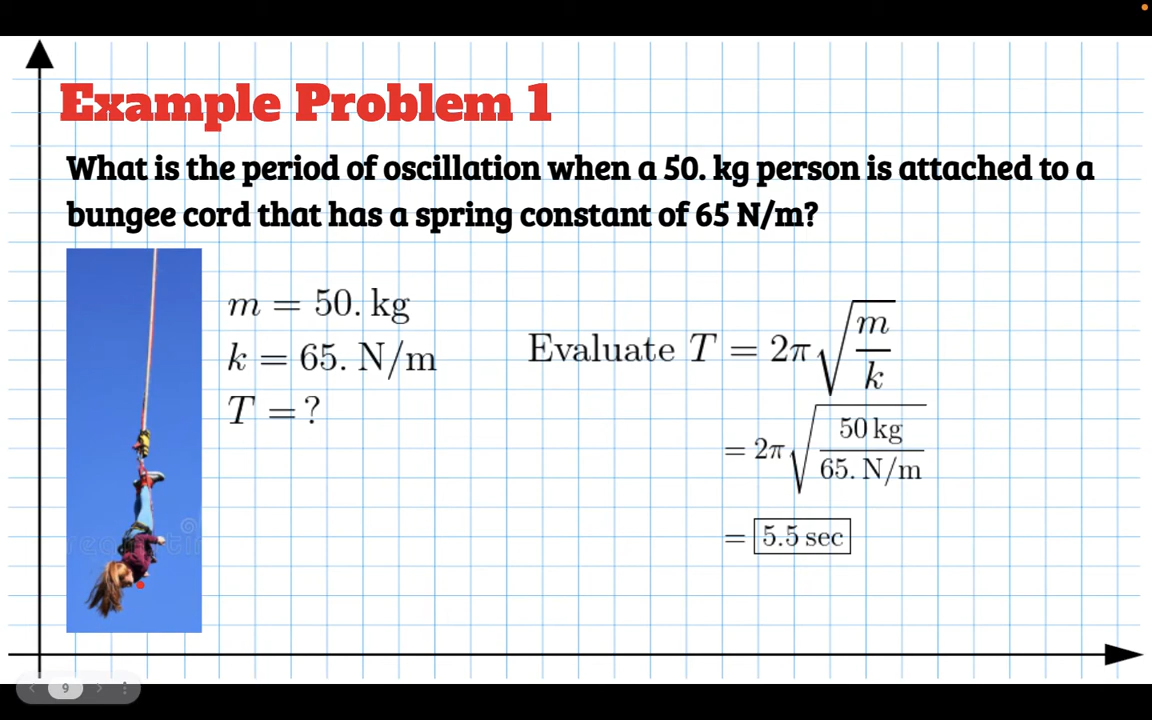 Example Problem 1
What is the period of oscillation when a 50. kg person is attached to a
bungee cord that has a spring constant of 65 N/m?
m = 50. kg
k = 65. N/m
T = ?
Evaluate T = 2π√(m/k)
= 2π√(50 kg/65. N/m)
= 5.5 sec
9